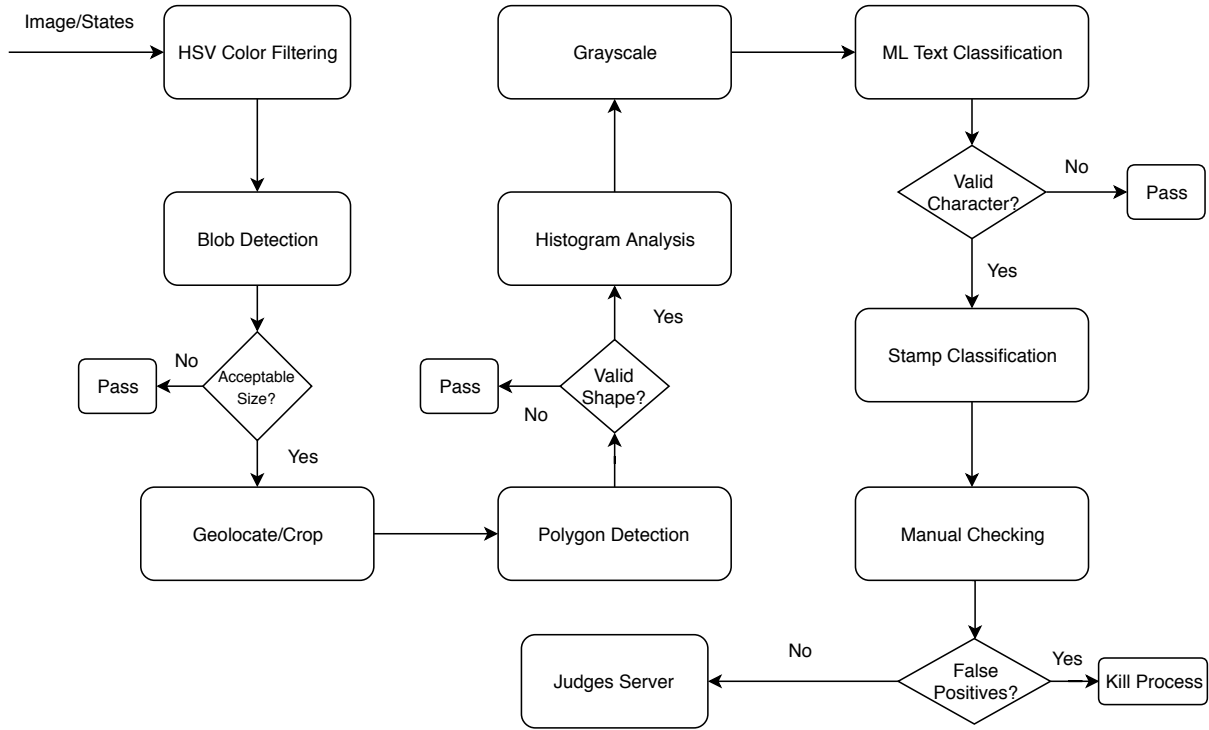 Image/States
HSV Color Filtering
Blob Detection
Acceptable
Size?
No
Pass
Yes
Geolocate/Crop
Polygon Detection
Valid
Shape?
No
Pass
Yes
Histogram Analysis
Grayscale
ML Text Classification
Valid
Character?
No
Pass
Yes
Stamp Classification
Manual Checking
False
Positives?
Yes
Kill Process
No
Judges Server